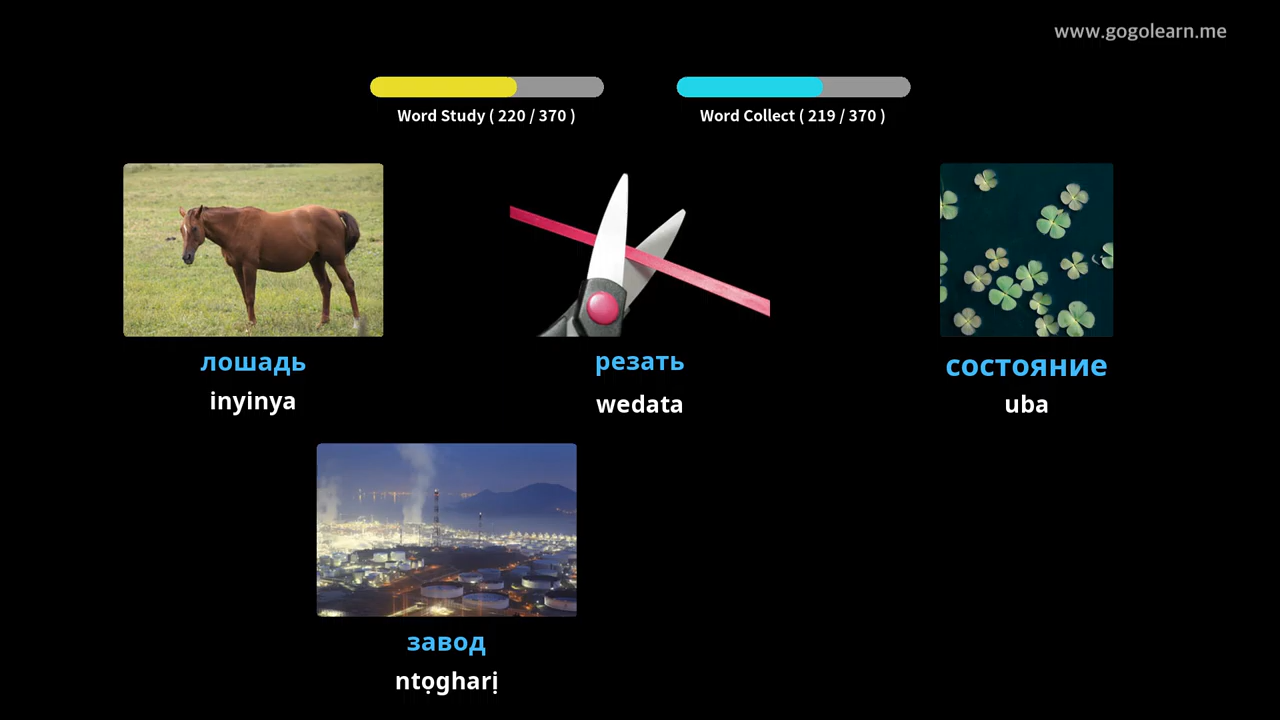 www.gogolearn.me
Word Study ( 220 / 370 )
Word Collect ( 219 / 370 )
лошадь
inyinya
резать
wedata
состояние
uba
завод
ntọgharị